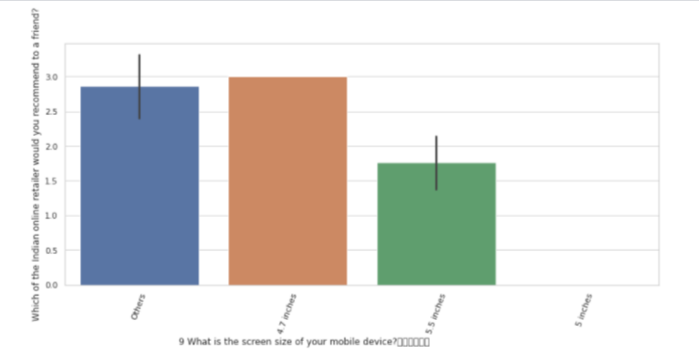 Which of the Indian online retailer would you recommend to a friend?
3.0
2.5
2.0
1.5
1.0
0.5
0.0
Others
4.7 inches
5.5 inches
5 inches
9 What is the screen size of your mobile device?□□□□□□